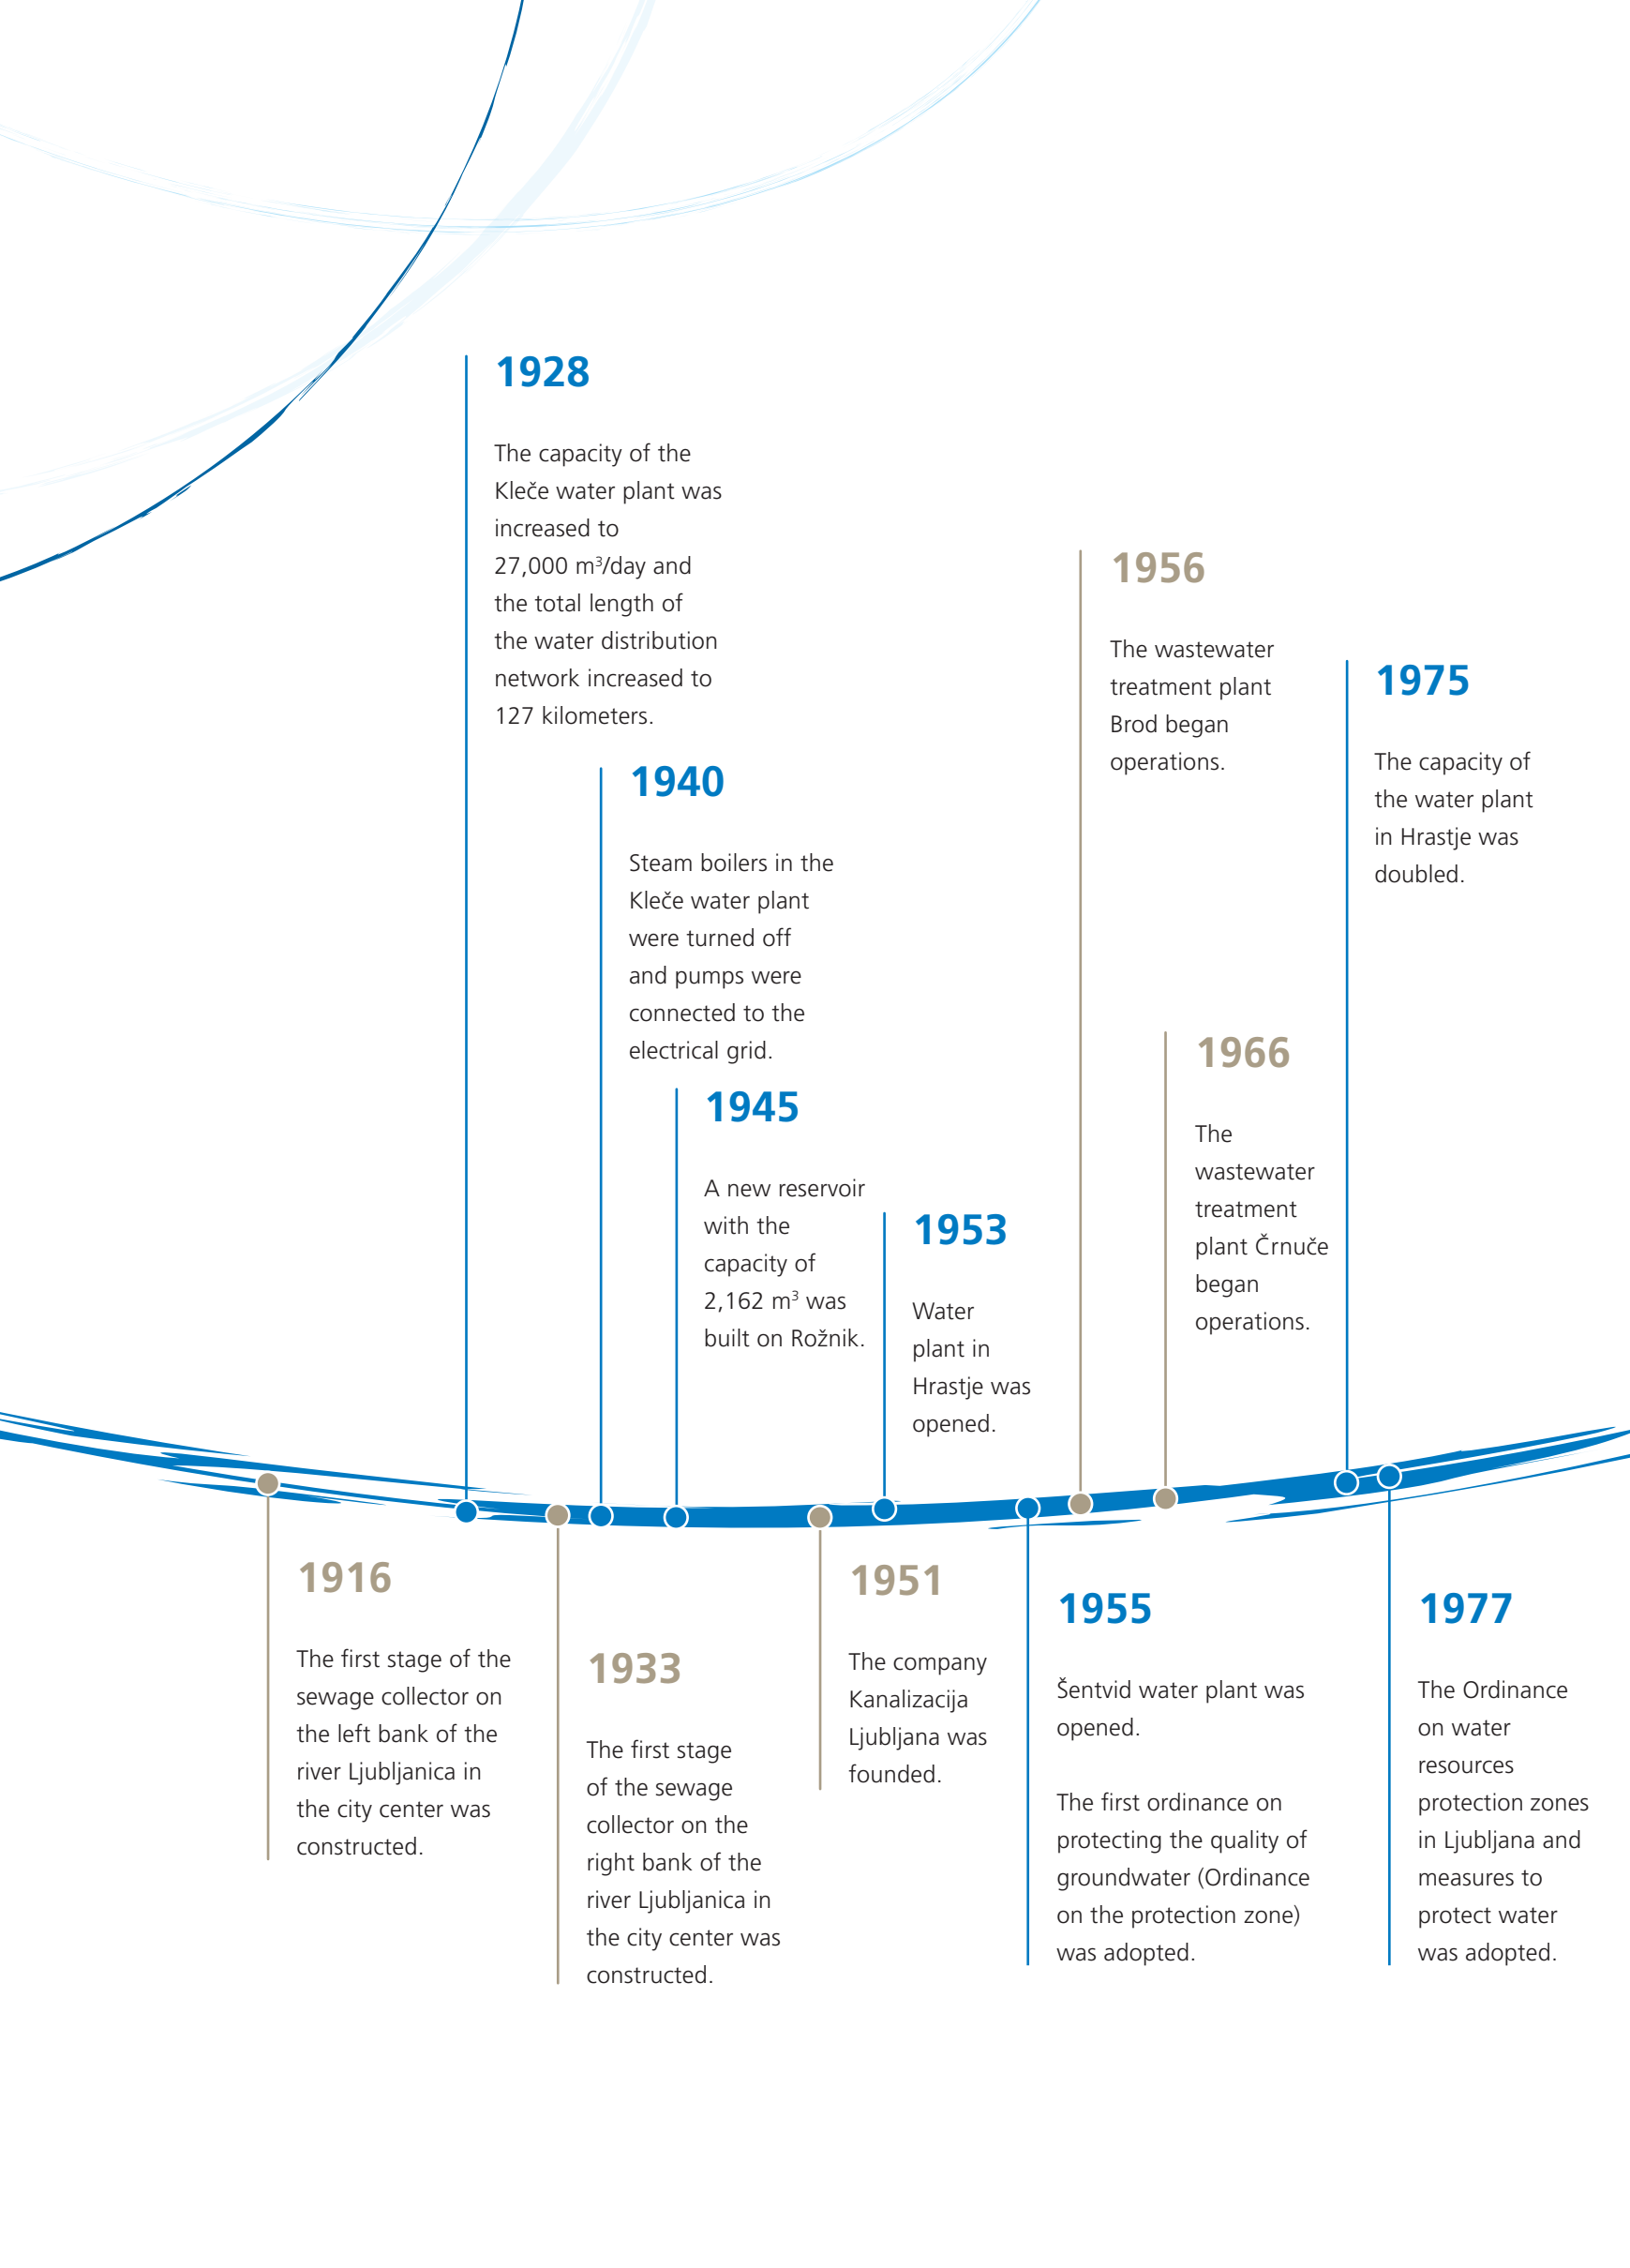 1928
The capacity of the
Kleče water plant was
increased to
27,000 m³/day and
the total length of
the water distribution
network increased to
127 kilometers.
1940
Steam boilers in the
Kleče water plant
were turned off
and pumps were
connected to the
electrical grid.
1945
A new reservoir
with the
capacity of
2,162 m³ was
built on Rožnik.
1953
Water
plant in
Hrastje was
opened.
1956
The wastewater
treatment plant
Brod began
operations.
1966
The
wastewater
treatment
plant Črnuče
began
operations.
1975
The capacity of
the water plant
in Hrastje was
doubled.
1916
The first stage of the
sewage collector on
the left bank of the
river Ljubljanica in
the city center was
constructed.
1933
The first stage
of the sewage
collector on the
right bank of the
river Ljubljanica in
the city center was
constructed.
1951
The company
Kanalizacija
Ljubljana was
founded.
1955
Šentvid water plant was
opened.
The first ordinance on
protecting the quality of
groundwater (Ordinance
on the protection zone)
was adopted.
1977
The Ordinance
on water
resources
protection zones
in Ljubljana and
measures to
protect water
was adopted.